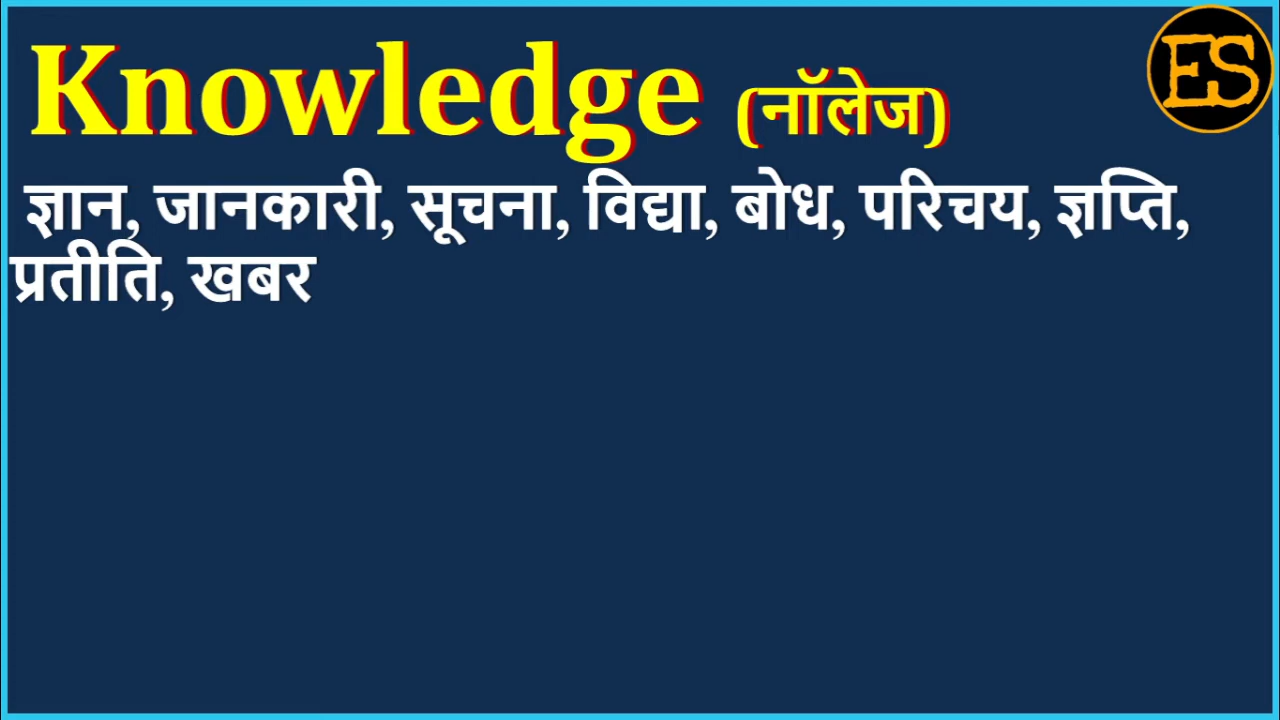 Knowledge (नॉलेज)
ES
ज्ञान, जानकारी, सूचना, विद्या, बोध, परिचय, ज्ञप्ति,
प्रतीति, खबर